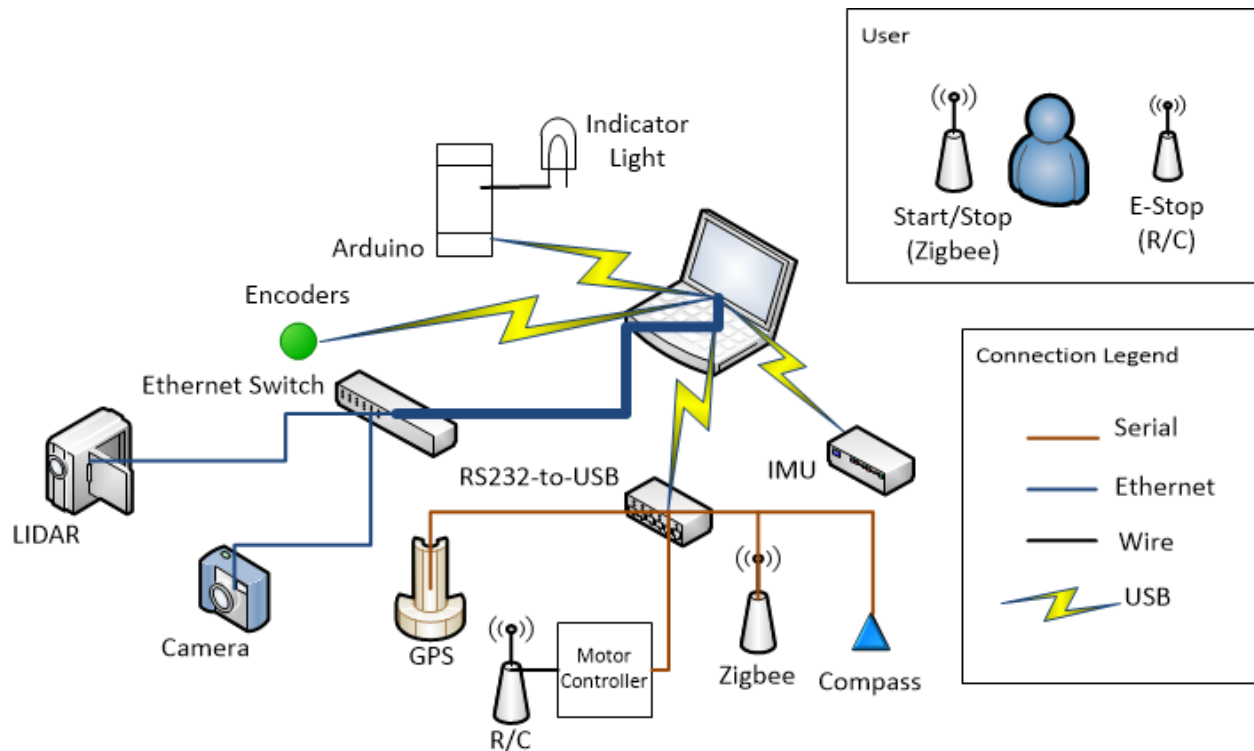 User
Indicator
Light
Start/Stop
(Zigbee)
E-Stop
(R/C)
Arduino
Encoders
Ethernet Switch
Connection Legend
Serial
Ethernet
Wire
USB
RS232-to-USB
IMU
LIDAR
Camera
GPS
Motor
Controller
Zigbee
Compass
R/C